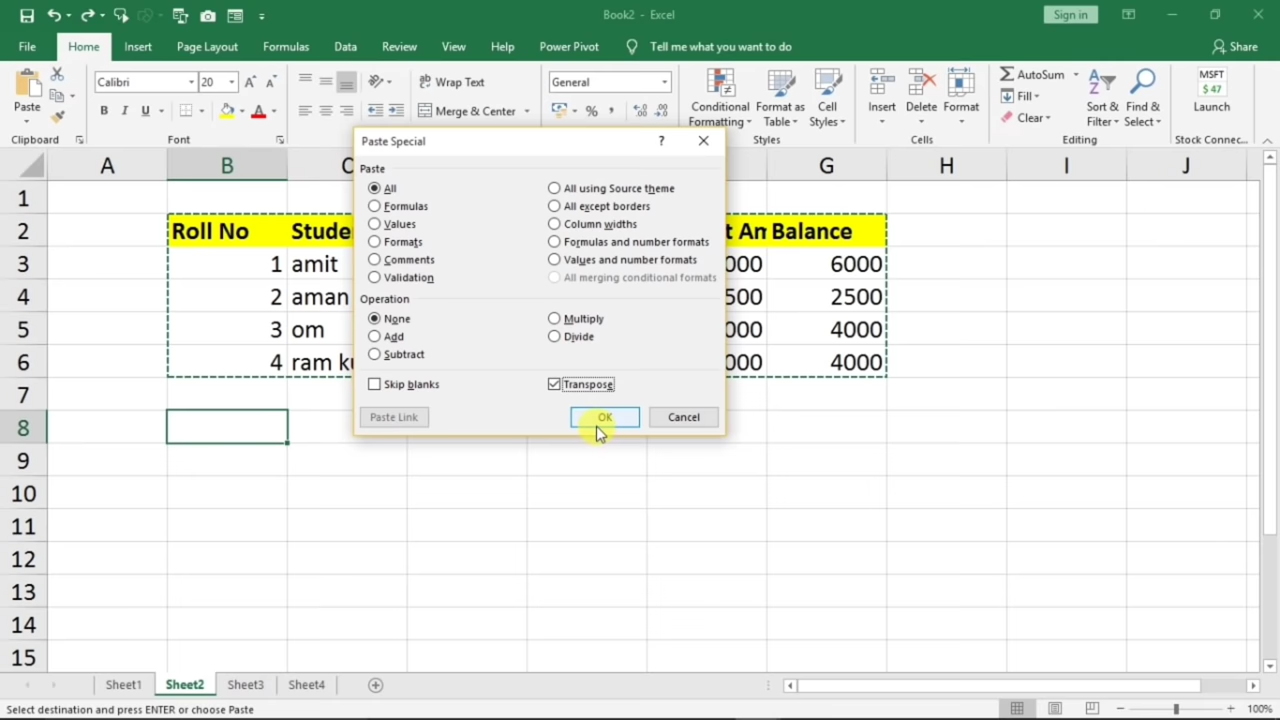 Book2 - Excel
Sign in
File Home Insert Page Layout Formulas Data Review View Help Power Pivot Tell me what you want to do Share
Paste
Calibri 20
B I U
Wrap Text
Merge & Center
General
Conditional Formatting
Format as Table
Cell Styles
Insert
Delete
Format
AutoSum
Fill
Clear
Sort & Filter
Find & Select
MSFT
$ 47
Launch
Clipboard Font Styles Cells Editing Stock Connec...
Paste Special ? ×
Paste
All
Formulas
Values
Formats
Comments
Validation
All using Source theme
All except borders
Column widths
Formulas and number formats
Values and number formats
All merging conditional formats
Operation
None
Add
Subtract
Multiply
Divide
Skip blanks Transpose
Paste Link OK Cancel
A B C G H I J
1
2 Roll No Stude t Am Balance
3 1 amit 000 6000
4 2 aman 500 2500
5 3 om 000 4000
6 4 ram ku 000 4000
7
8
9
10
11
12
13
14
15
Sheet1 Sheet2 Sheet3 Sheet4
Select destination and press ENTER or choose Paste 100%